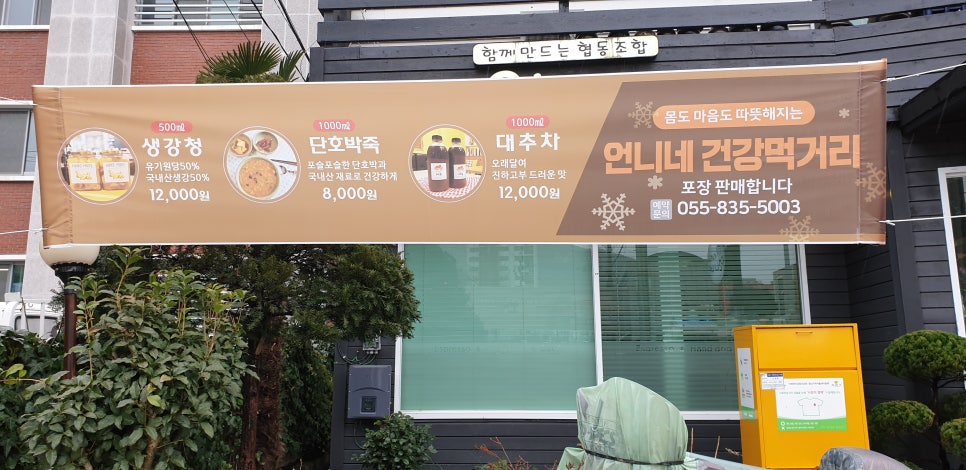 함께 만드는 협동조합
500㎖
생강청
유기원당50%
국내산생강50%
12,000원
1000㎖
단호박죽
포슬포슬한 단호박과
국내산 재료로 건강하게
8,000원
1000㎖
대추차
오래달여
진하고부 드러운 맛
12,000원
몸도 마음도 따뜻해지는
언니네 건강먹거리
포장 판매합니다
예약
문의
055-835-5003